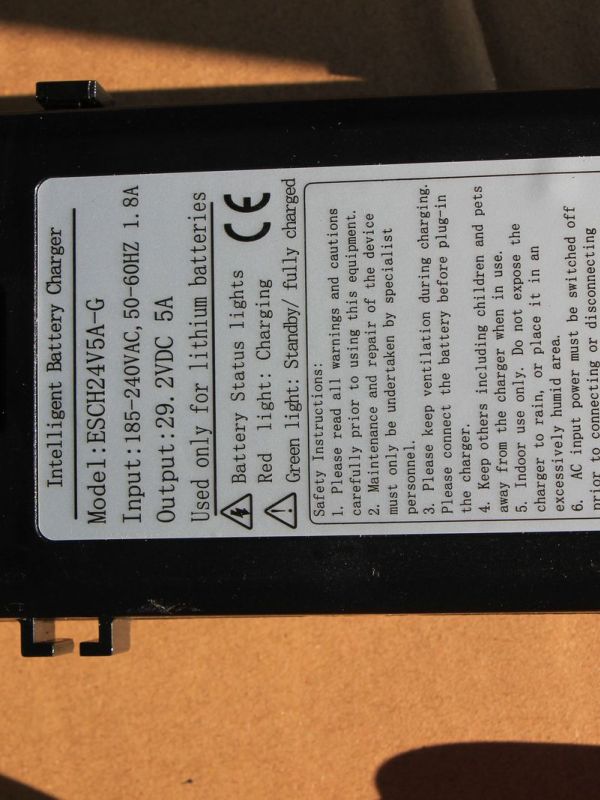 Intelligent Battery Charger
Model:ESCH24V5A-G
Input:185-240VAC,50-60HZ 1.8A
Output:29.2VDC 5A
Used only for lithium batteries
Battery Status lights
CE
Red light: Charging
Green light: Standby/ fully charged
Safety Instructions:
1. Please read all warnings and cautions
carefully prior to using this equipment.
2. Maintenance and repair of the device
must only be undertaken by specialist
personnel.
3. Please keep ventilation during charging.
Please connect the battery before plug-in
the charger.
4. Keep others including children and pets
away from the charger when in use.
5. Indoor use only. Do not expose the
charger to rain, or place it in an
excessively humid area.
6. AC input power must be switched off
prior to connecting or disconnecting